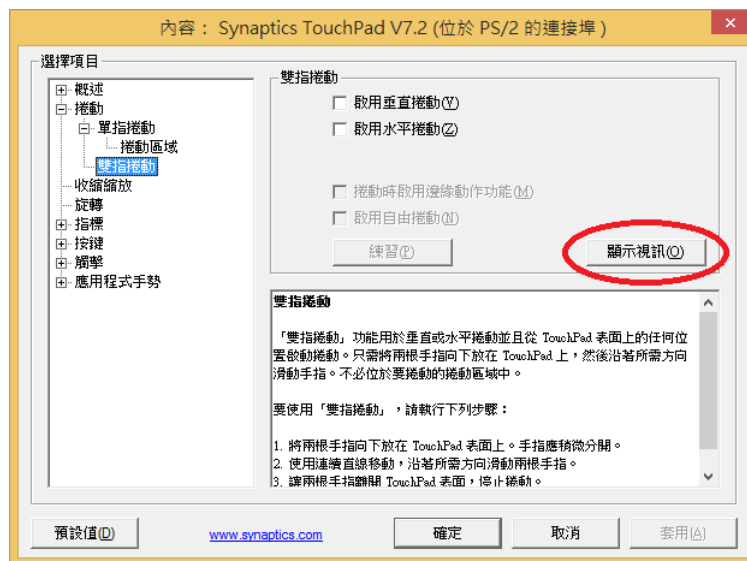 內容： Synaptics TouchPad V7.2 (位於 PS/2 的連接埠 )
選擇項目
概述
捲動
單指捲動
捲動區域
雙指捲動
收縮縮放
旋轉
指標
按鍵
觸擊
應用程式手勢
雙指捲動
啟用垂直捲動(V)
啟用水平捲動(Z)
捲動時啟用邊緣動作功能(M)
啟用自由捲動(N)
練習(P)
顯示視訊(O)
雙指捲動
「雙指捲動」功能用於垂直或水平捲動並且從 TouchPad 表面上的任何位
置啟動捲動。只需將兩根手指向下放在 TouchPad 上，然後沿著所需方向
滑動手指。不必位於要捲動的捲動區域中。
要使用「雙指捲動」，請執行下列步驟：
1. 將兩根手指向下放在 TouchPad 表面上。手指應稍微分開。
2. 使用連續直線移動，沿著所需方向滑動兩根手指。
3. 讓兩根手指離開 TouchPad 表面，停止捲動。
預設值(D)
www.synaptics.com
確定
取消
套用(A)